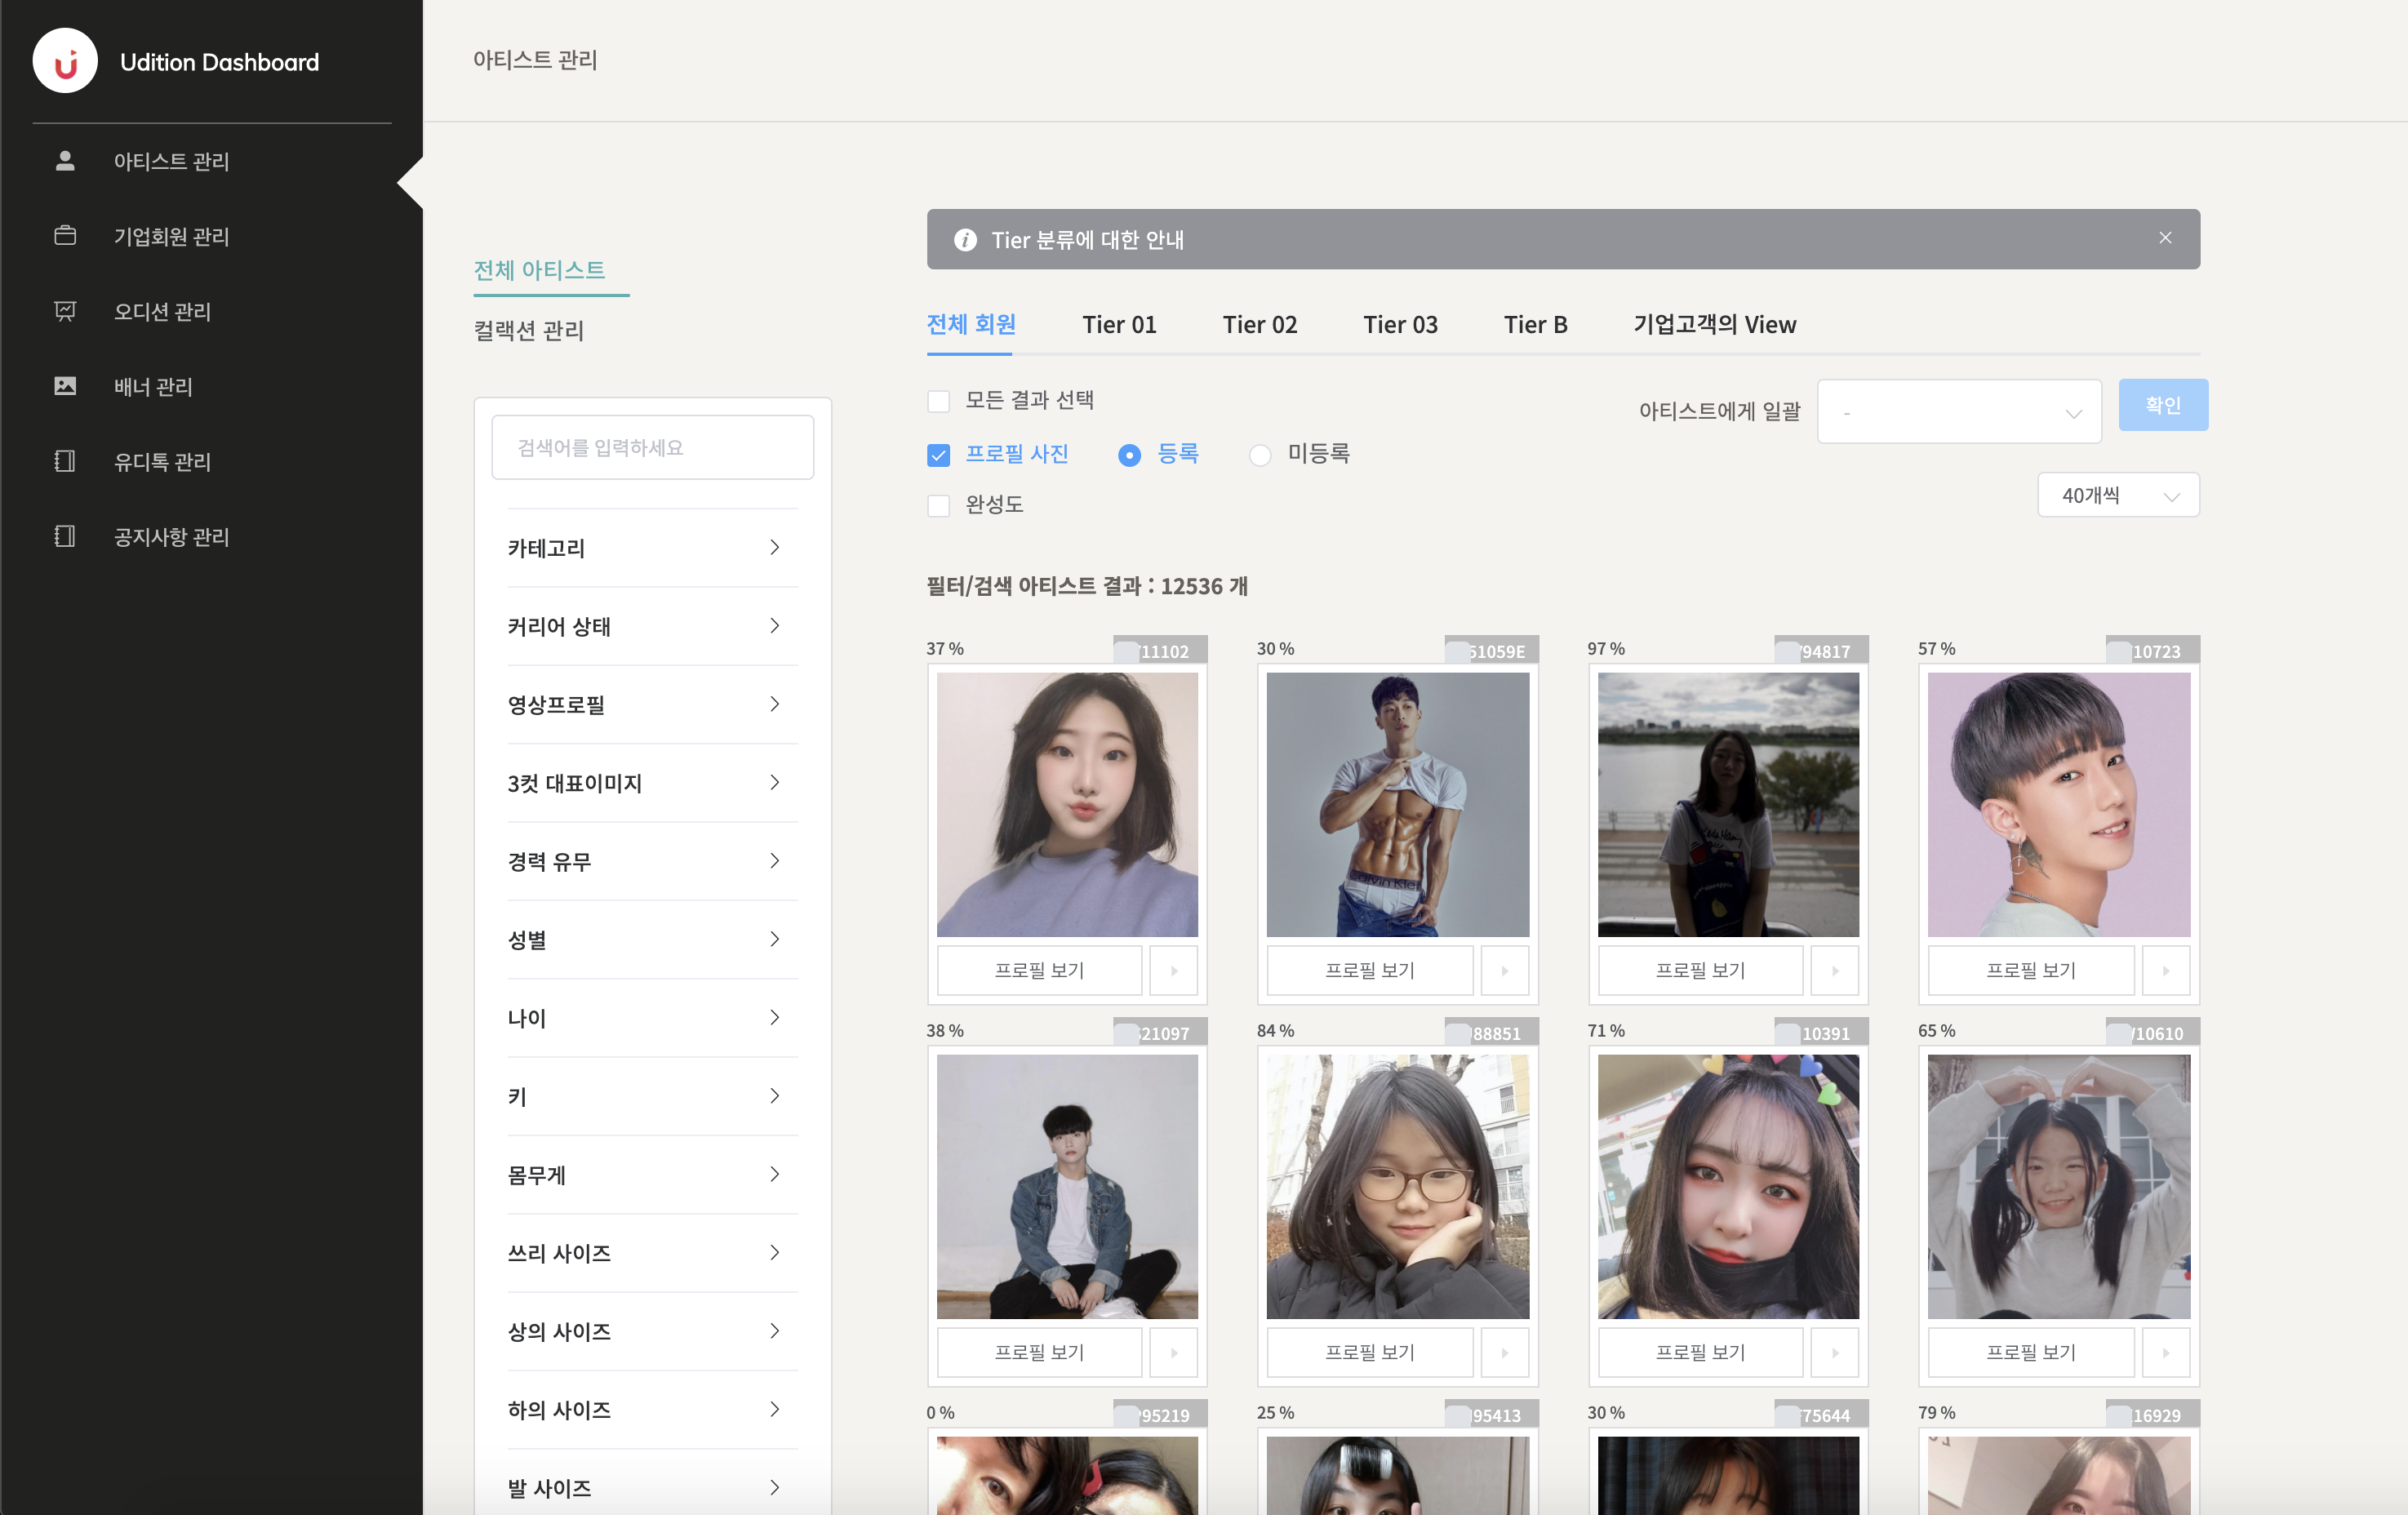 Udition Dashboard
아티스트 관리
기업회원 관리
오디션 관리
배너 관리
유디톡 관리
공지사항 관리
아티스트 관리
전체 아티스트
컬랙션 관리
검색어를 입력하세요
카테고리
커리어 상태
영상프로필
3컷 대표이미지
경력 유무
성별
나이
키
몸무게
쓰리 사이즈
상의 사이즈
하의 사이즈
발 사이즈
Tier 분류에 대한 안내
전체 회원 Tier 01 Tier 02 Tier 03 Tier B 기업고객의 View
모든 결과 선택
아티스트에게 일괄 - 확인
프로필 사진 등록 미등록
40개씩
완성도
필터/검색 아티스트 결과 : 12536 개
37 % 11102 30 % 51059E 97 % 94817 57 % 10723
프로필 보기 프로필 보기 프로필 보기 프로필 보기
38 % 21097 84 % 88851 71 % 10391 65 % 10610
프로필 보기 프로필 보기 프로필 보기 프로필 보기
0 % 95219 25 % 95413 30 % 75644 79 % 16929